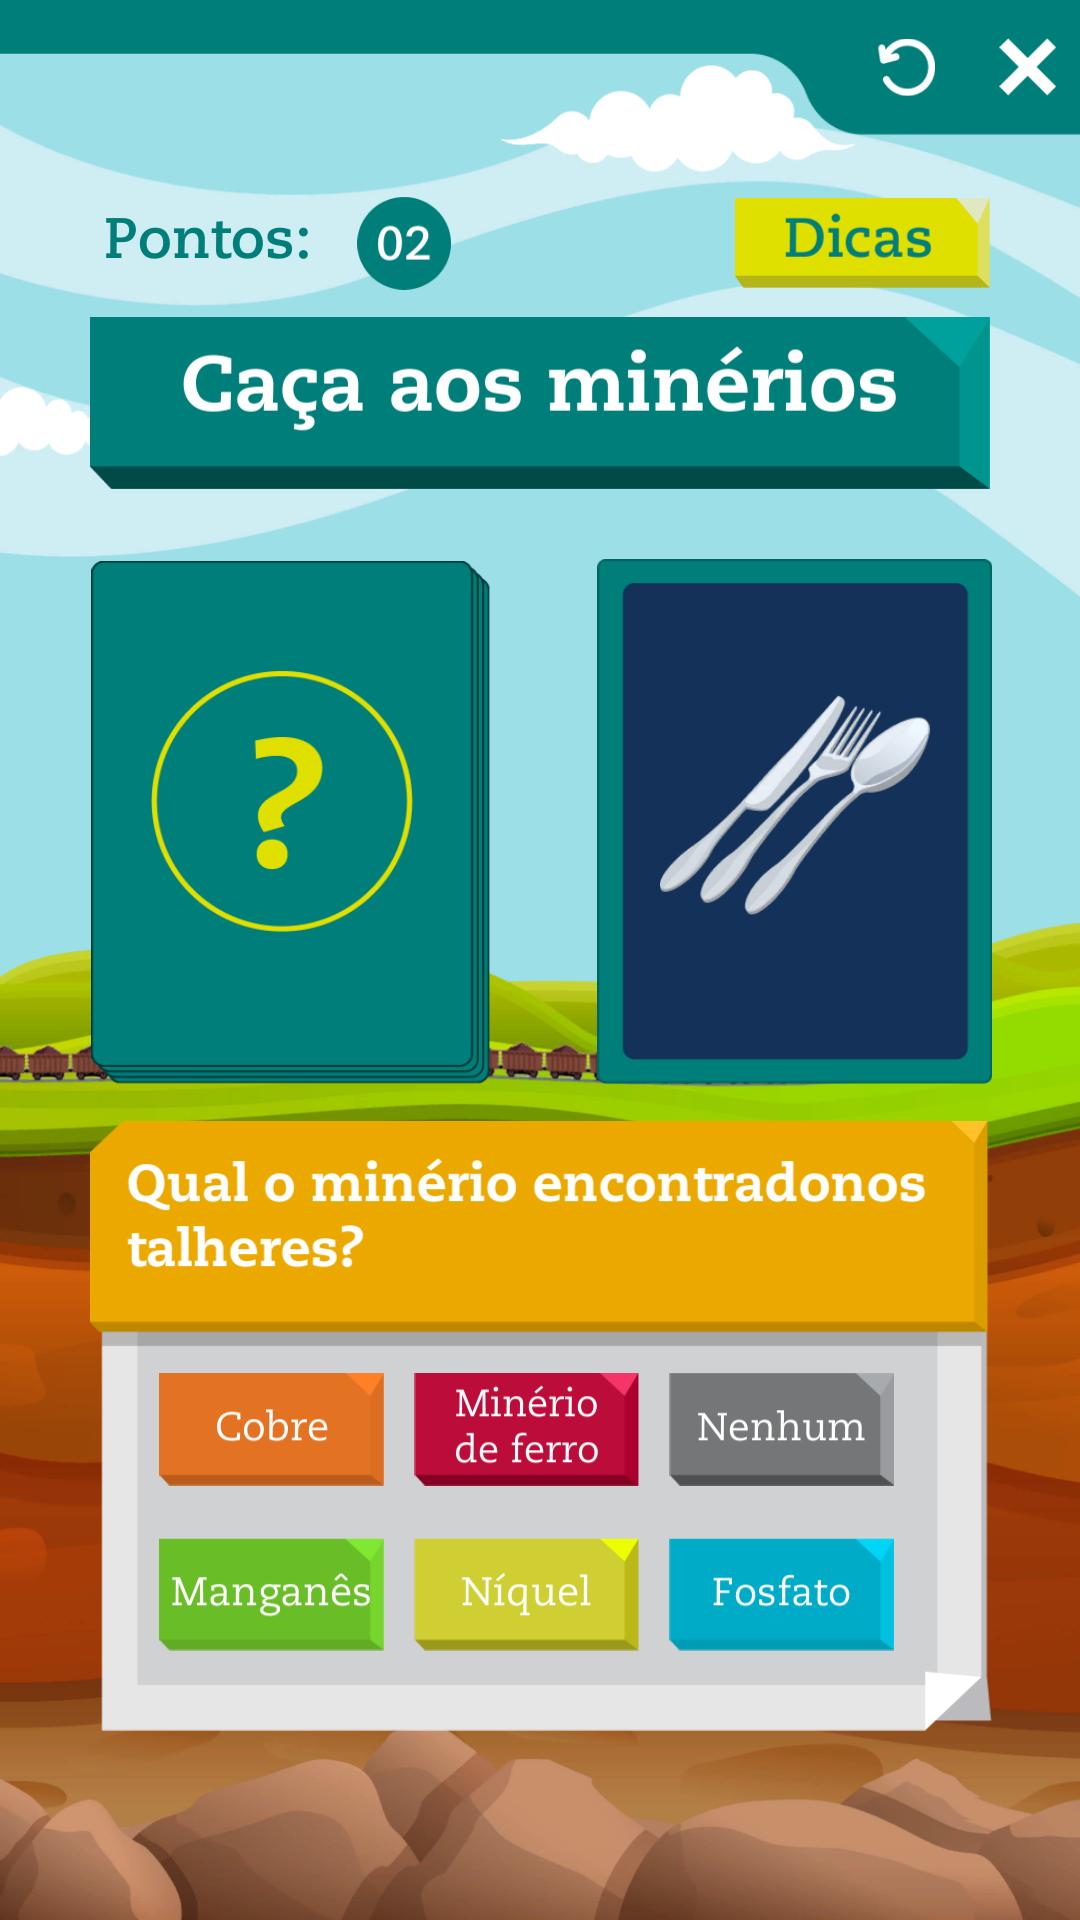 Pontos: 02
Dicas
Caça aos minérios
?
Qual o minério encontradonos
talheres?
Cobre
Minério
de ferro
Nenhum
Manganês
Níquel
Fosfato